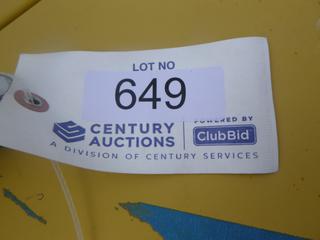 LOT NO
649
CENTURY
AUCTIONS
A DIVISION OF CENTURY SERVICES
POWERED BY
ClubBid